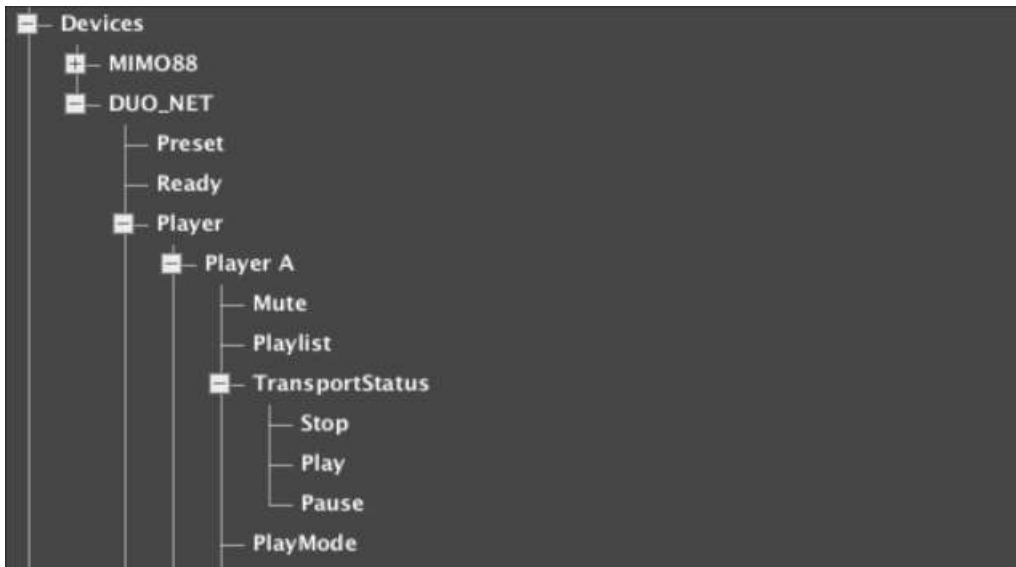 Devices
MIMO88
DUO_NET
Preset
Ready
Player
Player A
Mute
Playlist
TransportStatus
Stop
Play
Pause
PlayMode